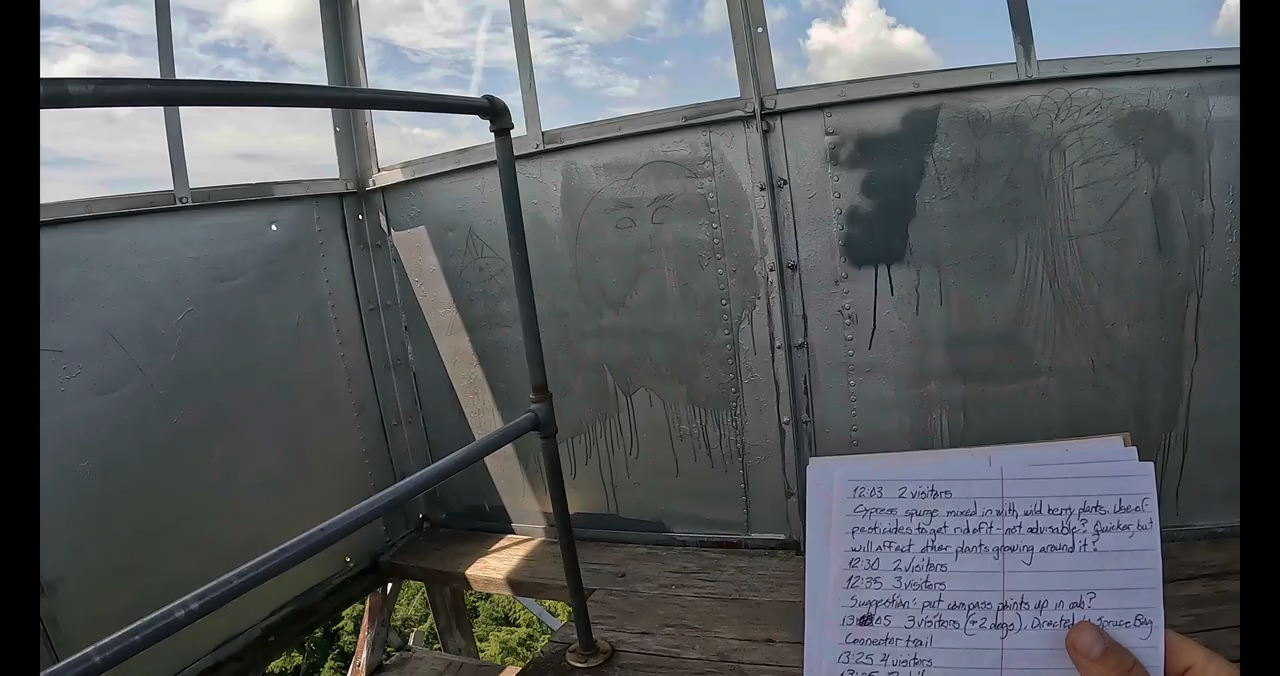 12:03 2 visitors
Cypress spurge mixed in with wild berry plants. Use of
pesticides to get rid of it - not advisable? Quicker, but
will affect other plants growing around it?
12:30 2 visitors
12:35 3 visitors
Suggestion: put compass points up in cab?
13:05 3 visitors (+2 dogs), Directed Spruce Bog
Connector trail
13:25 4 visitors